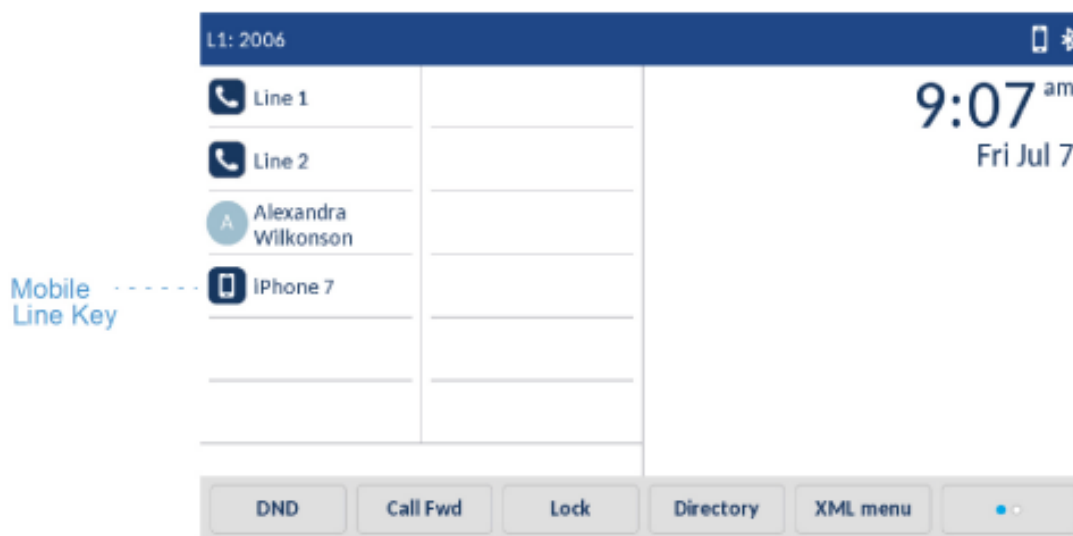 L1: 2006
Line 1
Line 2
A
Alexandra
Wilkonson
iPhone 7
Mobile
Line Key
9:07 am
Fri Jul 7
DND
Call Fwd
Lock
Directory
XML menu